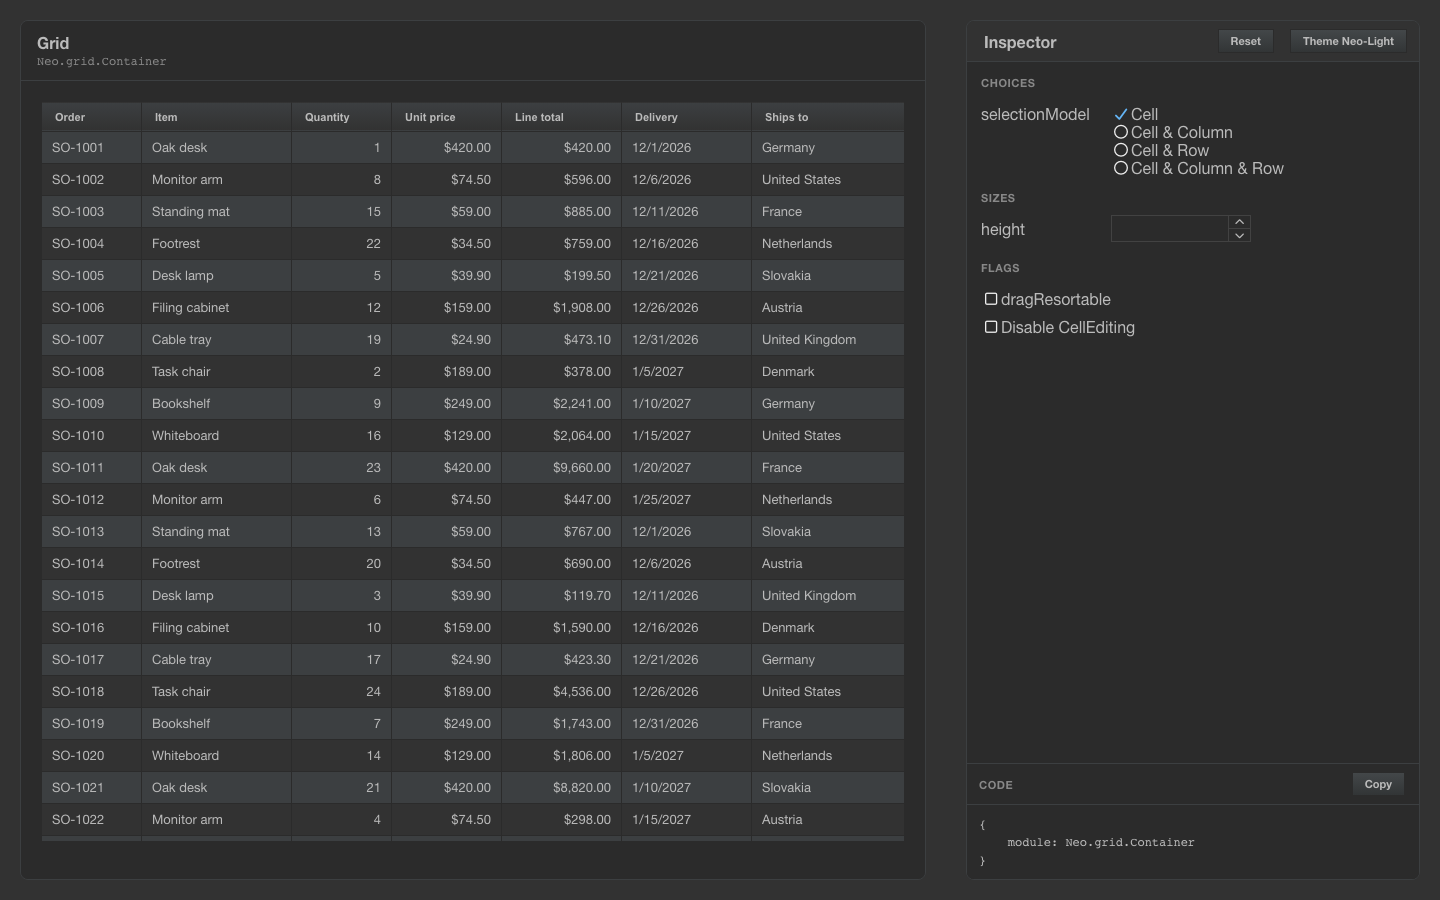 Grid
Neo.grid.Container
Order Item Quantity Unit price Line total Delivery Ships to
SO-1001 Oak desk 1 $420.00 $420.00 12/1/2026 Germany
SO-1002 Monitor arm 8 $74.50 $596.00 12/6/2026 United States
SO-1003 Standing mat 15 $59.00 $885.00 12/11/2026 France
SO-1004 Footrest 22 $34.50 $759.00 12/16/2026 Netherlands
SO-1005 Desk lamp 5 $39.90 $199.50 12/21/2026 Slovakia
SO-1006 Filing cabinet 12 $159.00 $1,908.00 12/26/2026 Austria
SO-1007 Cable tray 19 $24.90 $473.10 12/31/2026 United Kingdom
SO-1008 Task chair 2 $189.00 $378.00 1/5/2027 Denmark
SO-1009 Bookshelf 9 $249.00 $2,241.00 1/10/2027 Germany
SO-1010 Whiteboard 16 $129.00 $2,064.00 1/15/2027 United States
SO-1011 Oak desk 23 $420.00 $9,660.00 1/20/2027 France
SO-1012 Monitor arm 6 $74.50 $447.00 1/25/2027 Netherlands
SO-1013 Standing mat 13 $59.00 $767.00 12/1/2026 Slovakia
SO-1014 Footrest 20 $34.50 $690.00 12/6/2026 Austria
SO-1015 Desk lamp 3 $39.90 $119.70 12/11/2026 United Kingdom
SO-1016 Filing cabinet 10 $159.00 $1,590.00 12/16/2026 Denmark
SO-1017 Cable tray 17 $24.90 $423.30 12/21/2026 Germany
SO-1018 Task chair 24 $189.00 $4,536.00 12/26/2026 United States
SO-1019 Bookshelf 7 $249.00 $1,743.00 12/31/2026 France
SO-1020 Whiteboard 14 $129.00 $1,806.00 1/5/2027 Netherlands
SO-1021 Oak desk 21 $420.00 $8,820.00 1/10/2027 Slovakia
SO-1022 Monitor arm 4 $74.50 $298.00 1/15/2027 Austria
Inspector Reset Theme Neo-Light
CHOICES
selectionModel Cell
Cell & Column
Cell & Row
Cell & Column & Row
SIZES
height
FLAGS
dragResortable
Disable CellEditing
CODE Copy
{
module: Neo.grid.Container
}